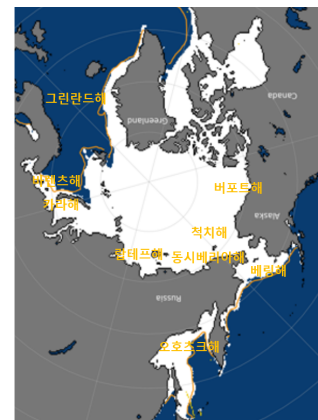 그린란드해
Canada
Greenland
바렌츠해
카라해
버포트해
Alaska
척치해
랍테프해
동시베리아해
베링해
Russia
오호츠크해